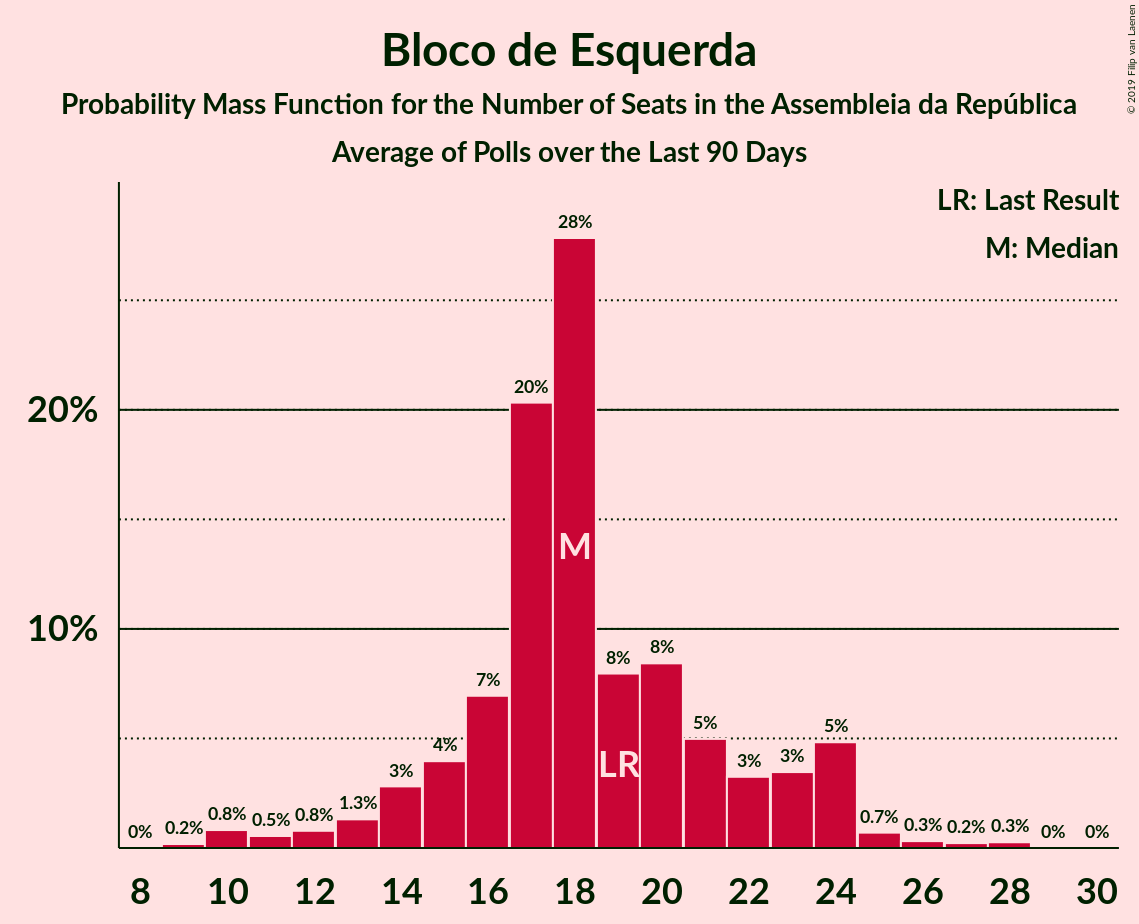 Bloco de Esquerda
Probability Mass Function for the Number of Seats in the Assembleia da República
Average of Polls over the Last 90 Days
© 2019 Filip van Laenen
LR: Last Result
M: Median
20%
10%
0%
0.2%
0.8%
0.5%
0.8%
1.3%
3%
4%
7%
20%
28%
8%
8%
5%
3%
3%
5%
0.7%
0.3%
0.2%
0.3%
0%
0%
M
LR
8 10 12 14 16 18 20 22 24 26 28 30